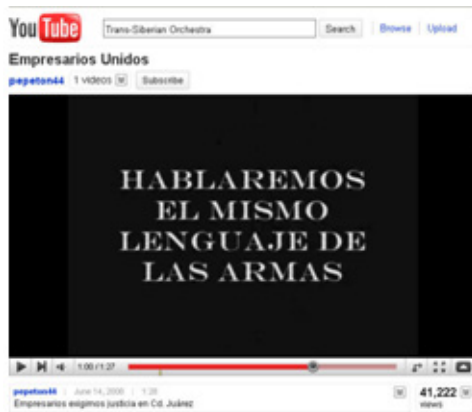 YouTube Trans-Siberian Orchestra Search Browse Upload
Empresarios Unidos
pepeton44 1 videos Subscribe
HABLAREMOS
EL MISMO
LENGUAJE DE
LAS ARMAS
1:00 / 1:27
pepeton44 June 14, 2008 1:28 41,222
Empresarios exigimos justicia en Cd. Juárez views